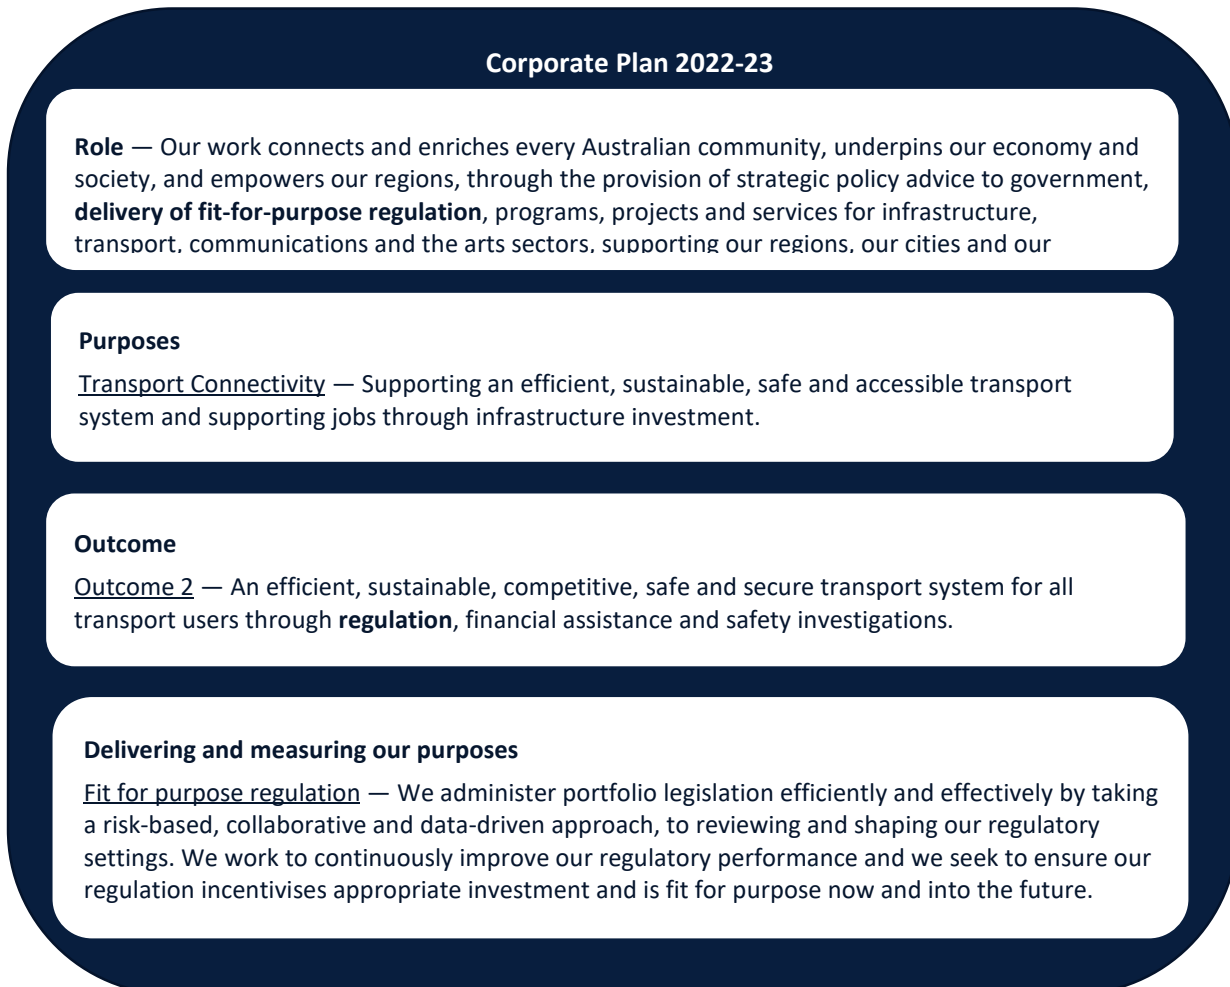 Corporate Plan 2022-23
Role — Our work connects and enriches every Australian community, underpins our economy and
society, and empowers our regions, through the provision of strategic policy advice to government,
delivery of fit-for-purpose regulation, programs, projects and services for infrastructure,
transport, communications and the arts sectors, supporting our regions, our cities and our
Purposes
Transport Connectivity — Supporting an efficient, sustainable, safe and accessible transport
system and supporting jobs through infrastructure investment.
Outcome
Outcome 2 — An efficient, sustainable, competitive, safe and secure transport system for all
transport users through regulation, financial assistance and safety investigations.
Delivering and measuring our purposes
Fit for purpose regulation — We administer portfolio legislation efficiently and effectively by taking
a risk-based, collaborative and data-driven approach, to reviewing and shaping our regulatory
settings. We work to continuously improve our regulatory performance and we seek to ensure our
regulation incentivises appropriate investment and is fit for purpose now and into the future.